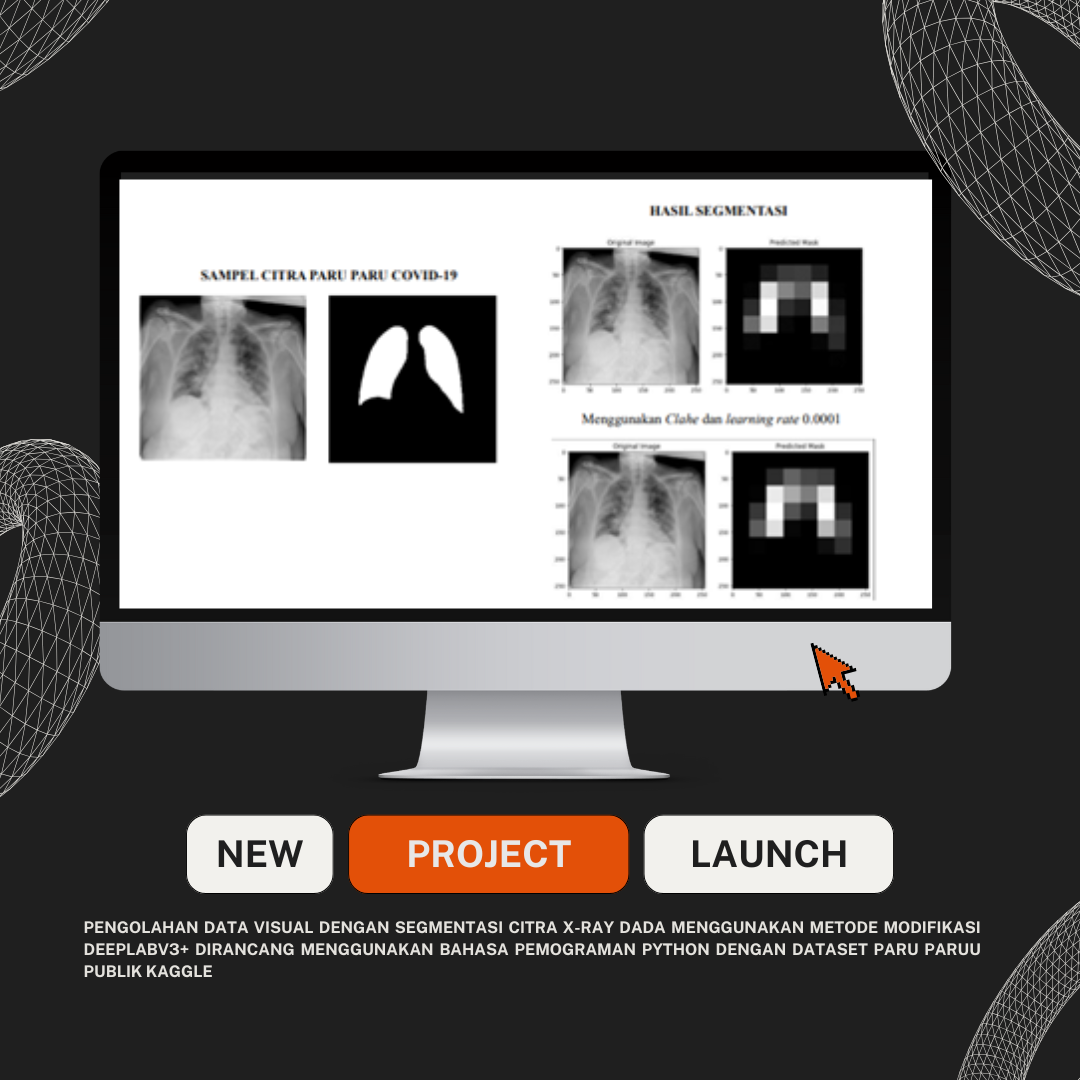 HASIL SEGMENTASI
Original Image
Predicted Mask
SAMPEL CITRA PARU PARU COVID-19
Menggunakan Clahe dan learning rate 0.0001
Original Image
Predicted Mask
NEW
PROJECT
LAUNCH
PENGOLAHAN DATA VISUAL DENGAN SEGMENTASI CITRA X-RAY DADA MENGGUNAKAN METODE MODIFIKASI
DEEPLABV3+ DIRANCANG MENGGUNAKAN BAHASA PEMOGRAMAN PYTHON DENGAN DATASET PARU PARUU
PUBLIK KAGGLE